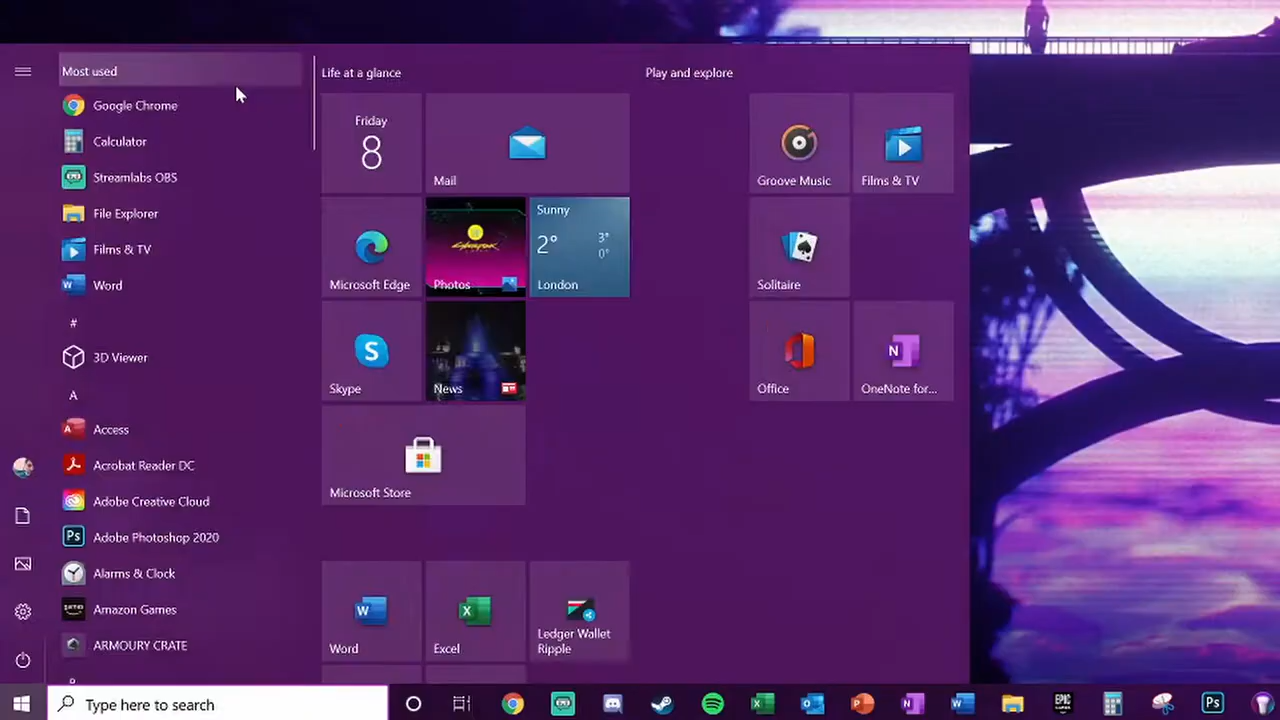 Most used
Google Chrome
Calculator
Streamlabs OBS
File Explorer
Films & TV
Word
#
3D Viewer
A
Access
Acrobat Reader DC
Adobe Creative Cloud
Adobe Photoshop 2020
Alarms & Clock
Amazon Games
ARMOURY CRATE
Life at a glance
Friday
8
Mail
Microsoft Edge
Photos
Sunny
2° 3°
0°
London
Skype
News
Microsoft Store
Word
Excel
Ledger Wallet
Ripple
Play and explore
Groove Music
Films & TV
Solitaire
Office
OneNote for...
Type here to search